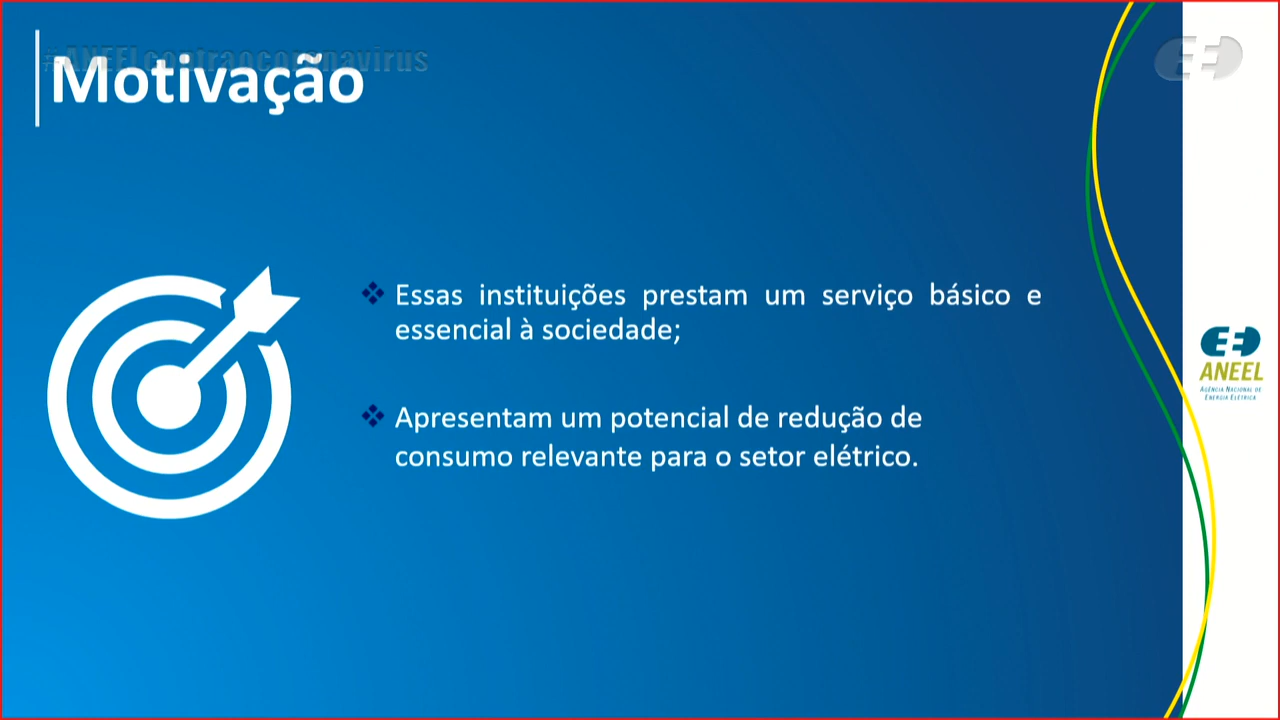 #ANEELcontraocoronavírus
Motivação
Essas instituições prestam um serviço básico e
essencial à sociedade;
Apresentam um potencial de redução de
consumo relevante para o setor elétrico.
ANEEL
AGÊNCIA NACIONAL DE
ENERGIA ELÉTRICA